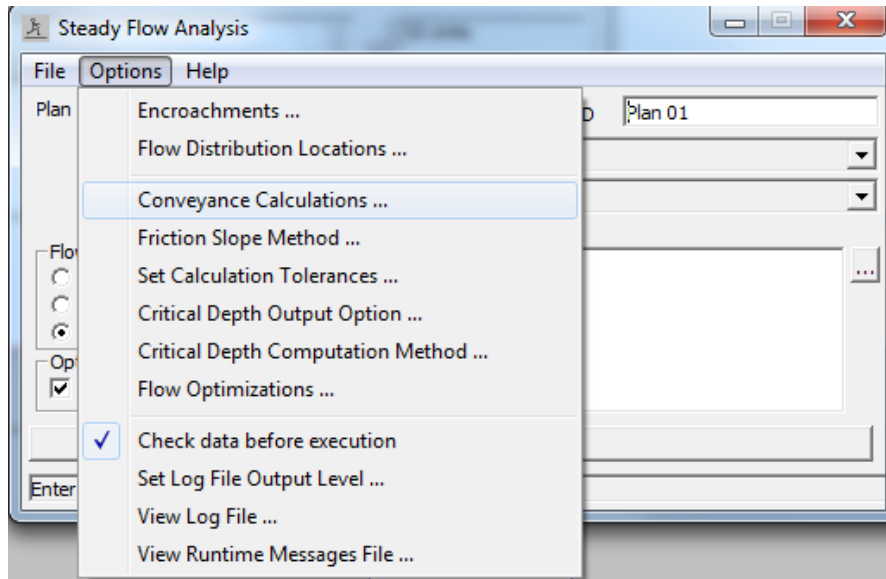 Steady Flow Analysis
File Options Help
Plan D Plan 01
Encroachments ...
Flow Distribution Locations ...
Conveyance Calculations ...
Friction Slope Method ...
Flo
Set Calculation Tolerances ...
...
Critical Depth Output Option ...
Critical Depth Computation Method ...
Opt
Flow Optimizations ...
Check data before execution
Set Log File Output Level ...
Enter
View Log File ...
View Runtime Messages File ...